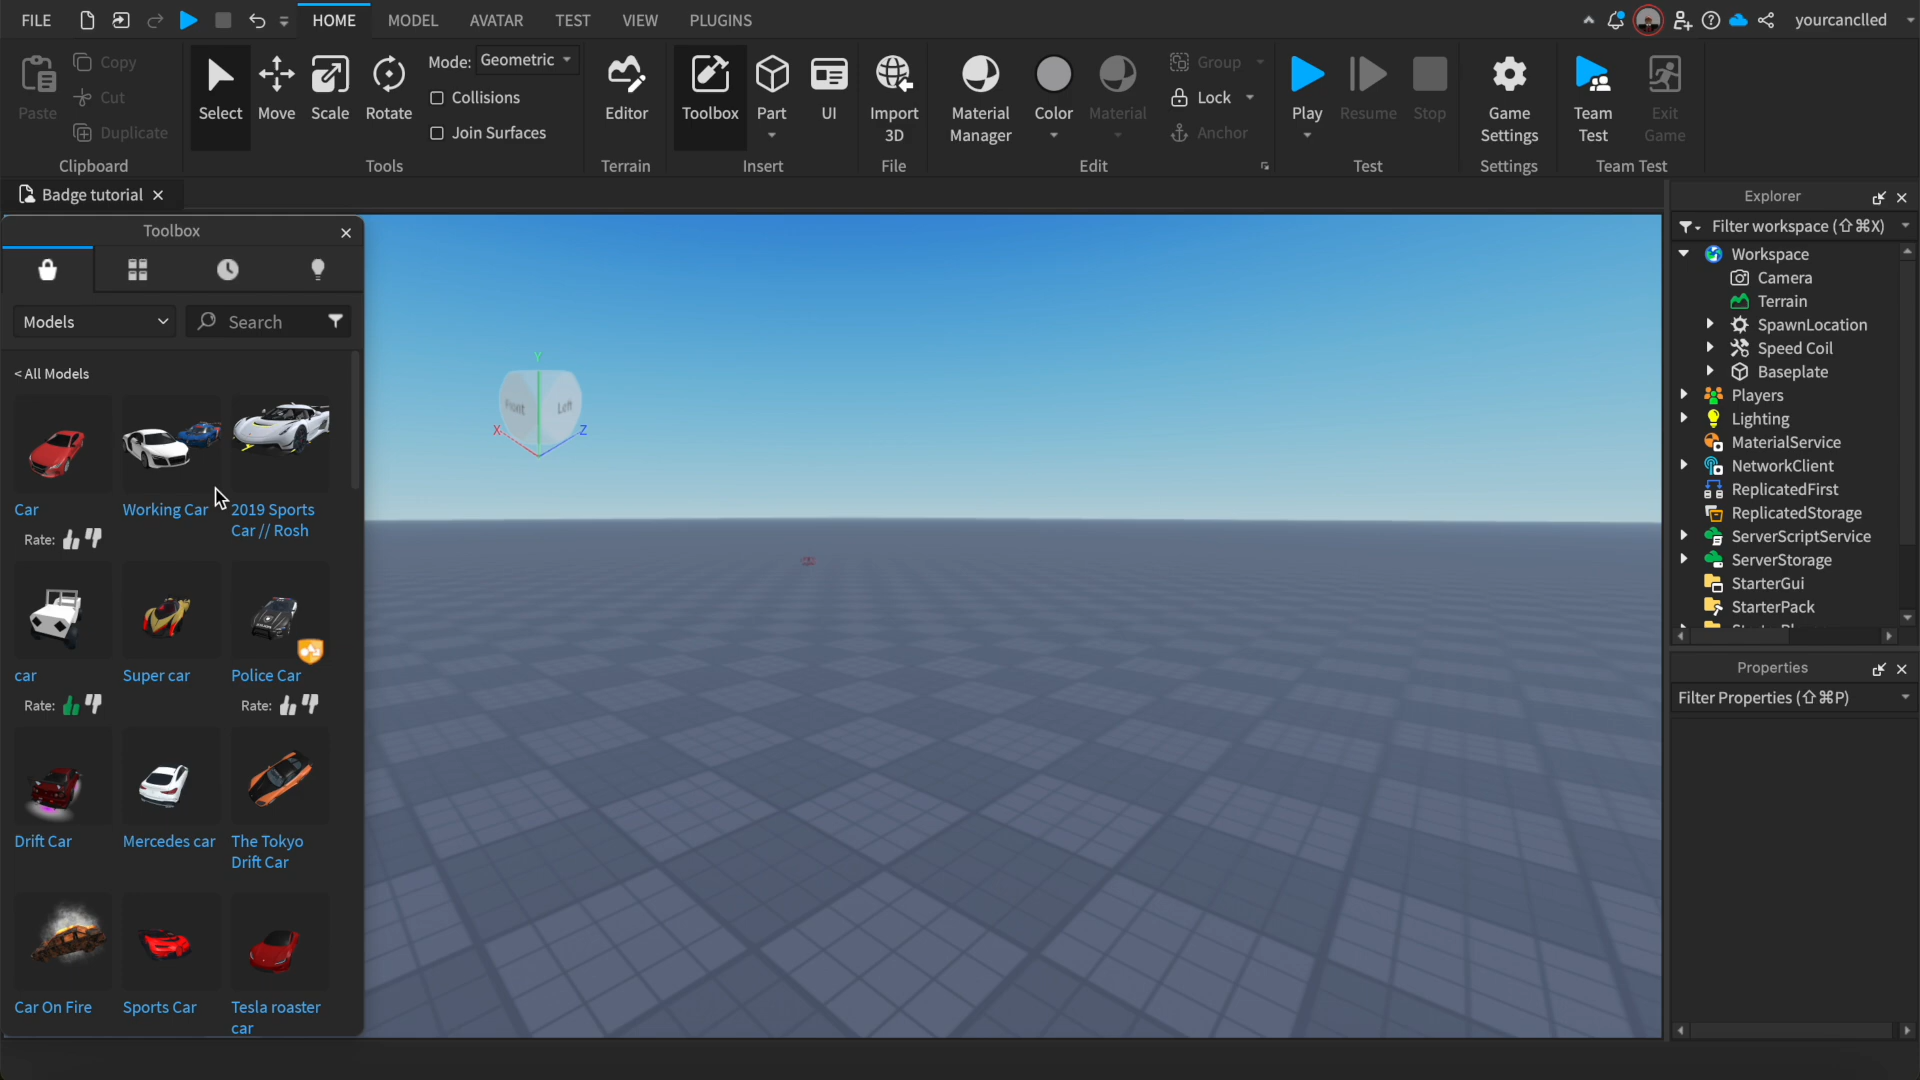 FILE HOME MODEL AVATAR TEST VIEW PLUGINS yourcanclled
Paste Copy Cut Duplicate
Clipboard
Select Move Scale Rotate
Mode: Geometric
Collisions
Join Surfaces
Tools
Editor
Terrain
Toolbox Part UI
Insert
Import
3D
File
Material
Manager
Color Material
Group
Lock
Anchor
Edit
Play Resume Stop
Test
Game
Settings
Settings
Team
Test
Exit
Game
Team Test
Badge tutorial
Toolbox
Models Search
< All Models
Car
Rate:
Working Car
2019 Sports
Car // Rosh
car
Rate:
Super car
Police Car
Rate:
Drift Car
Mercedes car
The Tokyo
Drift Car
Car On Fire
Sports Car
Tesla roaster
car
Y
Front Left
X Z
Explorer
Filter workspace (⇧⌘X)
Workspace
Camera
Terrain
SpawnLocation
Speed Coil
Baseplate
Players
Lighting
MaterialService
NetworkClient
ReplicatedFirst
ReplicatedStorage
ServerScriptService
ServerStorage
StarterGui
StarterPack
Properties
Filter Properties (⇧⌘P)